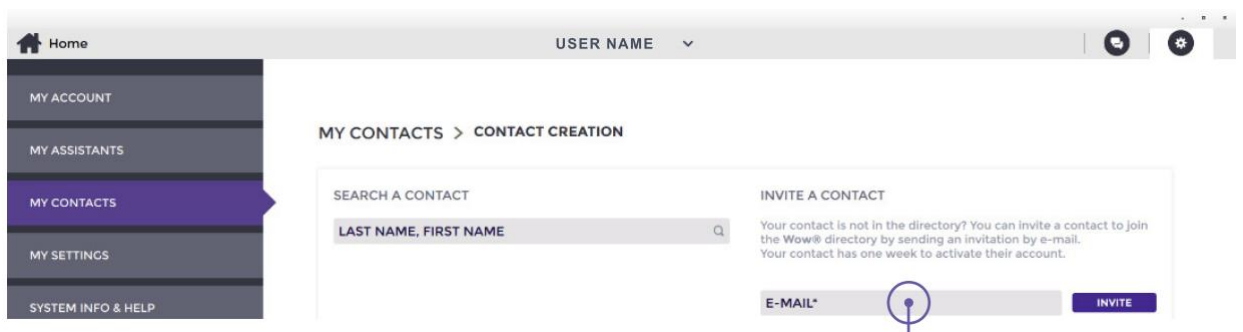 Home
USER NAME
MY ACCOUNT
MY ASSISTANTS
MY CONTACTS
MY SETTINGS
SYSTEM INFO & HELP
MY CONTACTS > CONTACT CREATION
SEARCH A CONTACT
LAST NAME, FIRST NAME
INVITE A CONTACT
Your contact is not in the directory? You can invite a contact to join
the Wow® directory by sending an invitation by e-mail.
Your contact has one week to activate their account.
E-MAIL*
INVITE